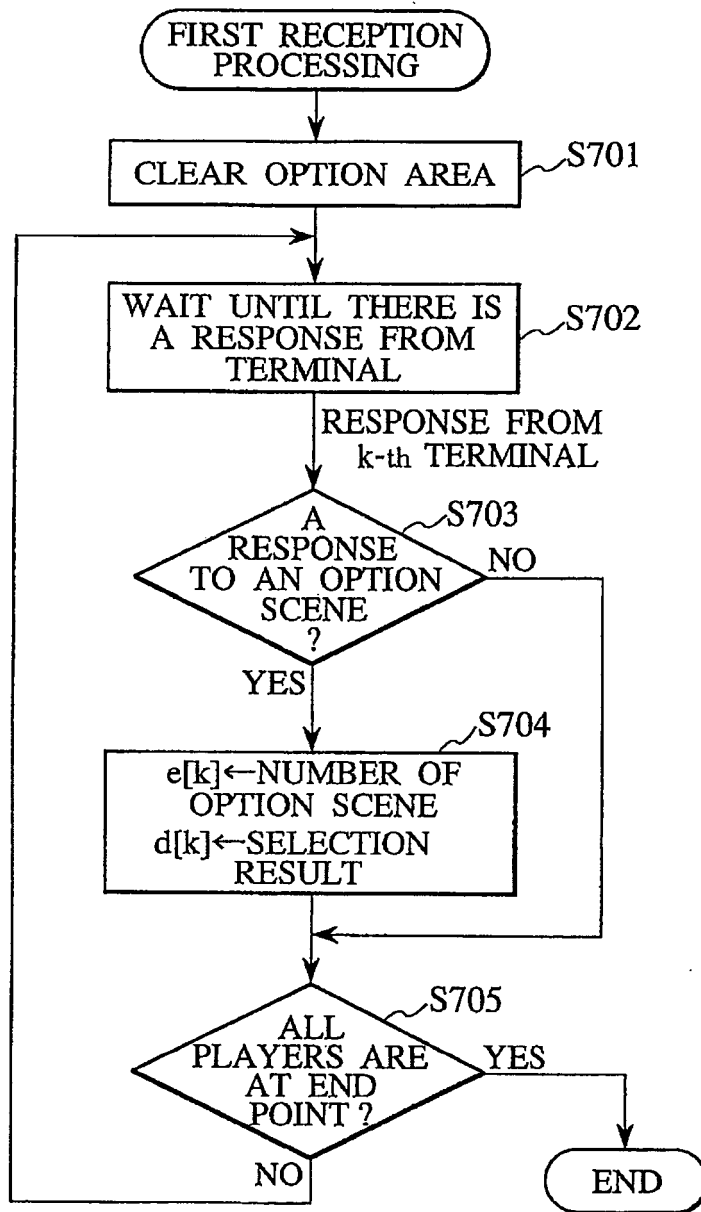 FIRST RECEPTION
PROCESSING
S701
CLEAR OPTION AREA
S702
WAIT UNTIL THERE IS
A RESPONSE FROM
TERMINAL
RESPONSE FROM
k-th TERMINAL
S703
A
RESPONSE
TO AN OPTION
SCENE
?
NO
YES
S704
e[k]←NUMBER OF
OPTION SCENE
d[k]←SELECTION
RESULT
S705
ALL
PLAYERS ARE
AT END
POINT ?
YES
NO
END